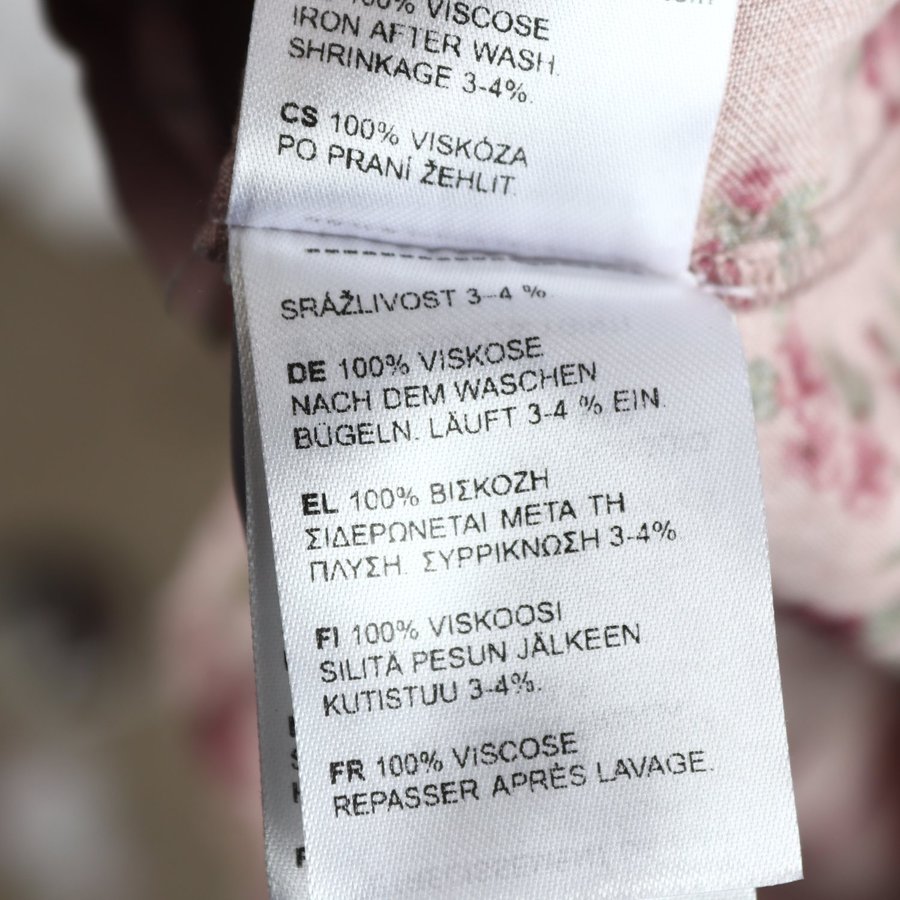 100% VISCOSE
IRON AFTER WASH.
SHRINKAGE 3-4%.
CS 100% VISKÓZA
PO PRANÍ ŽEHLIT.
SRÁŽLIVOST 3-4 %.
DE 100% VISKOSE
NACH DEM WASCHEN
BÜGELN. LÄUFT 3-4 % EIN.
EL 100% ΒΙΣΚΟΖΗ
ΣΙΔΕΡΩΝΕΤΑΙ ΜΕΤΑ ΤΗ
ΠΛΥΣΗ. ΣΥΡΡΙΚΝΩΣΗ 3-4%
FI 100% VISKOOSI
SILITÄ PESUN JÄLKEEN
KUTISTUU 3-4%.
FR 100% VISCOSE
REPASSER APRÈS LAVAGE.